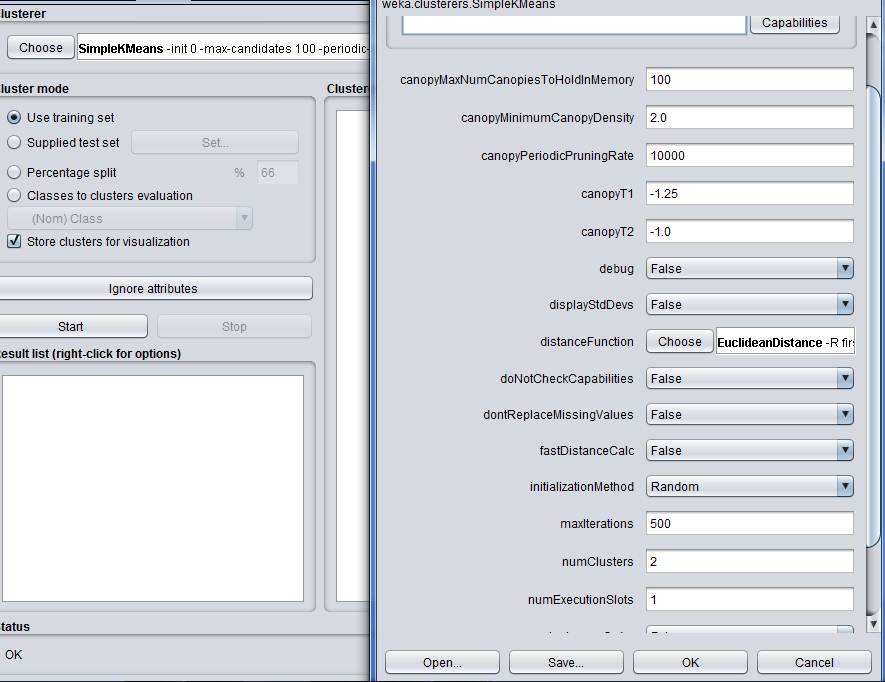 weka.clusterers.SimpleKMeans
Clusterer
Choose
SimpleKMeans -init 0 -max-candidates 100 -periodic-
Cluster mode
Use training set
Supplied test set
Set...
Percentage split
%
66
Classes to clusters evaluation
(Nom) Class
Store clusters for visualization
Ignore attributes
Start
Stop
esult list (right-click for options)
tatus
OK
Cluster
Capabilities
canopyMaxNumCanopiesToHoldInMemory 100
canopyMinimumCanopyDensity 2.0
canopyPeriodicPruningRate 10000
canopyT1 -1.25
canopyT2 -1.0
debug False
displayStdDevs False
distanceFunction Choose EuclideanDistance -R firs
doNotCheckCapabilities False
dontReplaceMissingValues False
fastDistanceCalc False
initializationMethod Random
maxIterations 500
numClusters 2
numExecutionSlots 1
Open...
Save...
OK
Cancel